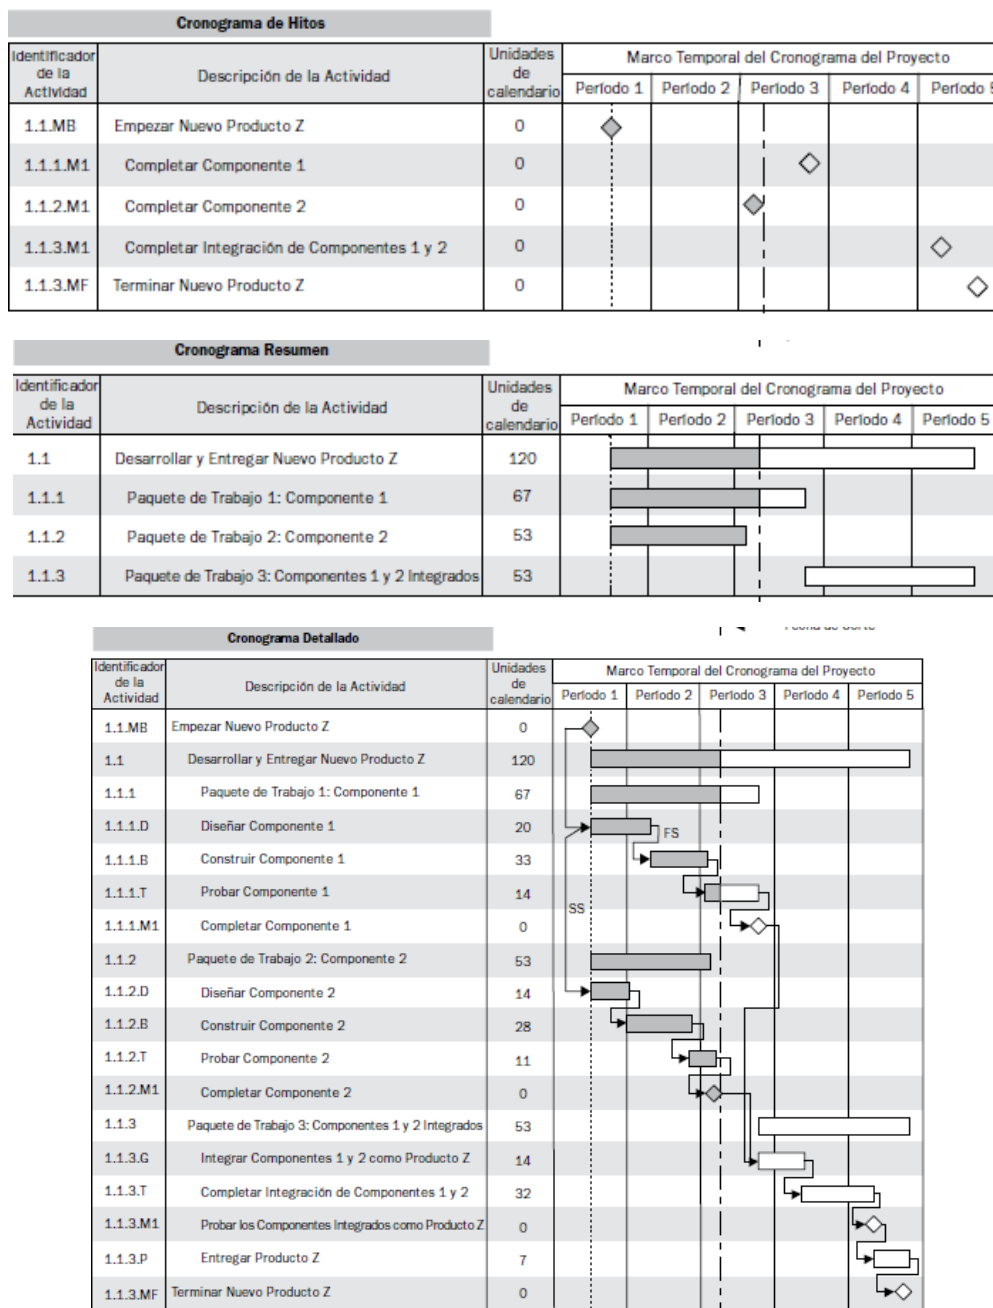 Cronograma de Hitos
Identificador de la Actividad
Descripción de la Actividad
Unidades de calendario
Marco Temporal del Cronograma del Proyecto
Período 1 Período 2 Período 3 Período 4 Período
1.1.MB Empezar Nuevo Producto Z 0
1.1.1.M1 Completar Componente 1 0
1.1.2.M1 Completar Componente 2 0
1.1.3.M1 Completar Integración de Componentes 1 y 2 0
1.1.3.MF Terminar Nuevo Producto Z 0
Cronograma Resumen
Identificador de la Actividad
Descripción de la Actividad
Unidades de calendario
Marco Temporal del Cronograma del Proyecto
Período 1 Período 2 Período 3 Período 4 Período 5
1.1 Desarrollar y Entregar Nuevo Producto Z 120
1.1.1 Paquete de Trabajo 1: Componente 1 67
1.1.2 Paquete de Trabajo 2: Componente 2 53
1.1.3 Paquete de Trabajo 3: Componentes 1 y 2 Integrados 53
Cronograma Detallado
Identificador de la Actividad
Descripción de la Actividad
Unidades de calendario
Marco Temporal del Cronograma del Proyecto
Período 1 Período 2 Período 3 Período 4 Período 5
1.1.MB Empezar Nuevo Producto Z 0
1.1 Desarrollar y Entregar Nuevo Producto Z 120
1.1.1 Paquete de Trabajo 1: Componente 1 67
1.1.1.D Diseñar Componente 1 20 FS
1.1.1.B Construir Componente 1 33
1.1.1.T Probar Componente 1 14
SS
1.1.1.M1 Completar Componente 1 0
1.1.2 Paquete de Trabajo 2: Componente 2 53
1.1.2.D Diseñar Componente 2 14
1.1.2.B Construir Componente 2 28
1.1.2.T Probar Componente 2 11
1.1.2.M1 Completar Componente 2 0
1.1.3 Paquete de Trabajo 3: Componentes 1 y 2 Integrados 53
1.1.3.G Integrar Componentes 1 y 2 como Producto Z 14
1.1.3.T Completar Integración de Componentes 1 y 2 32
1.1.3.M1 Probar los Componentes Integrados como Producto Z 0
1.1.3.P Entregar Producto Z 7
1.1.3.MF Terminar Nuevo Producto Z 0